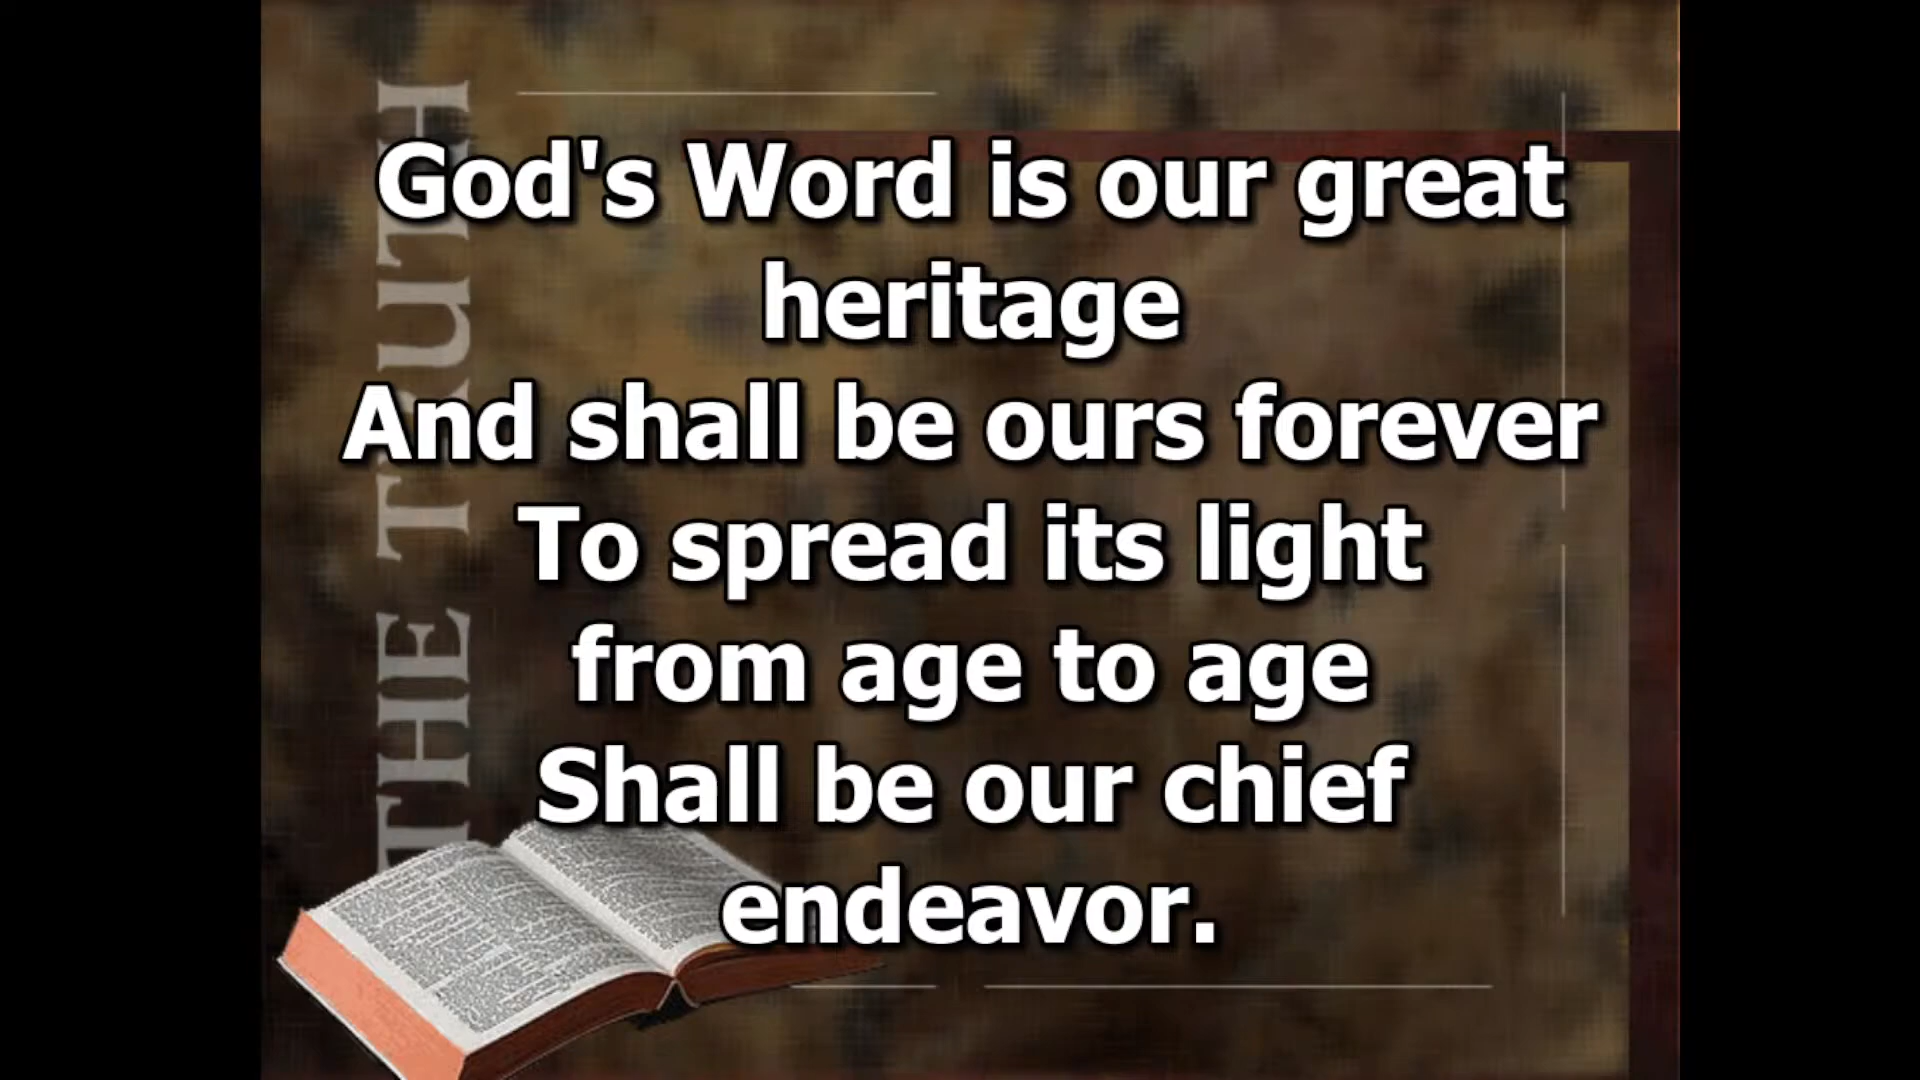 God's Word is our great
heritage
And shall be ours forever
To spread its light
from age to age
Shall be our chief
endeavor.
THE TRUTH